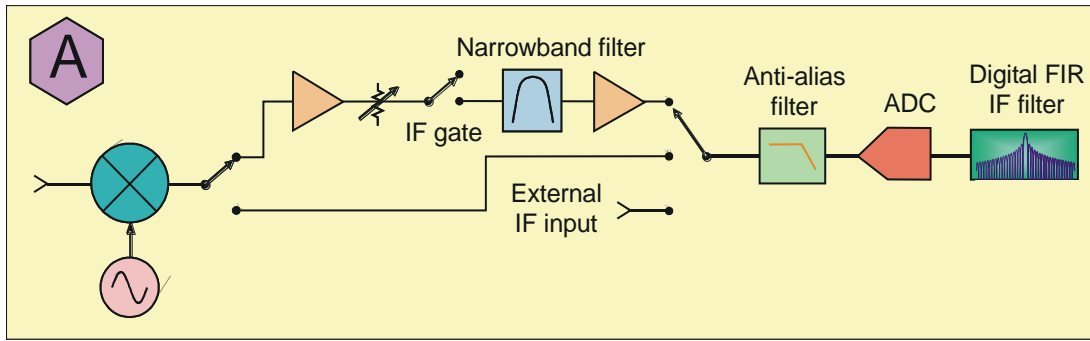 A
Narrowband filter
IF gate
External
IF input
Anti-alias
filter
ADC
Digital FIR
IF filter